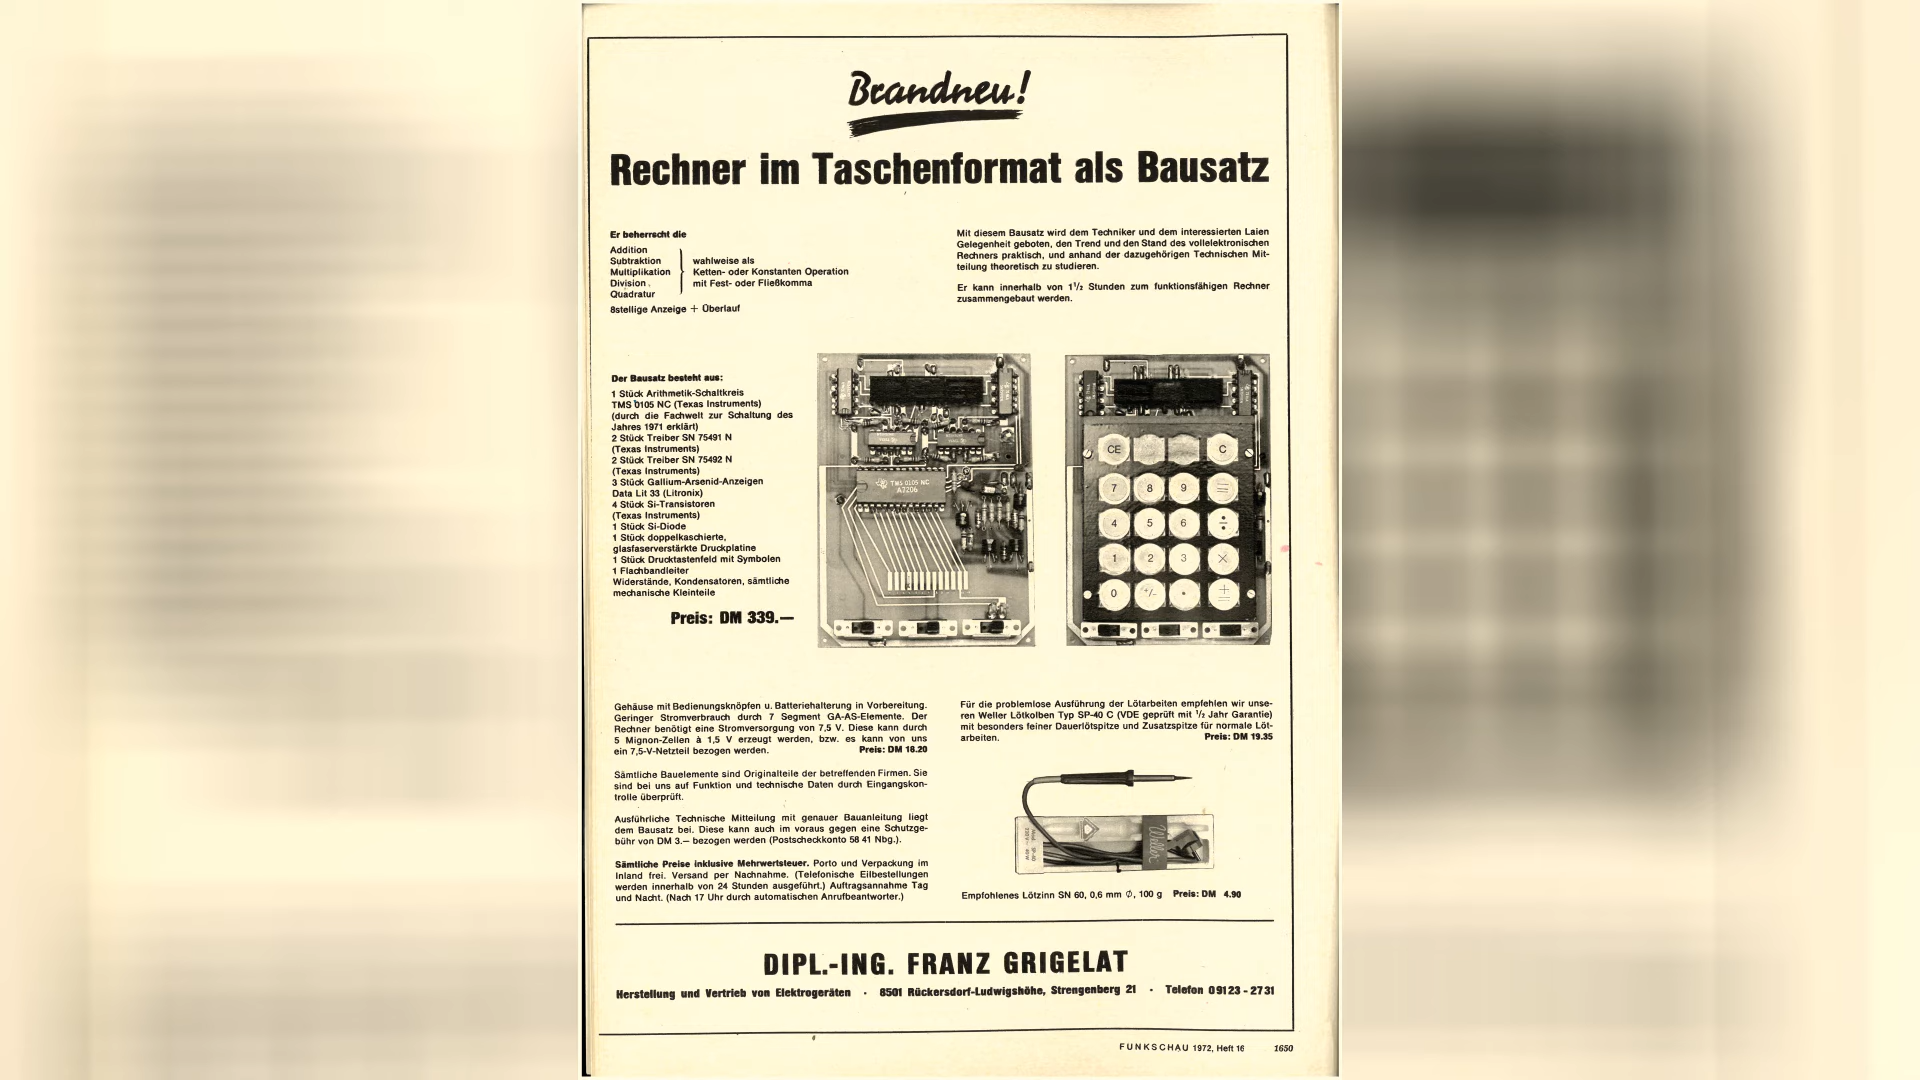 Brandneu!
Rechner im Taschenformat als Bausatz
Er beherrscht die
Addition
Subtraktion
Multiplikation
Division
Quadratur
wahlweise als
Ketten- oder Konstanten Operation
mit Fest- oder Fließkomma
8stellige Anzeige + Überlauf
Mit diesem Bausatz wird dem Techniker und dem interessierten Laien
Gelegenheit geboten, den Trend und den Stand des vollelektronischen
Rechners praktisch, und anhand der dazugehörigen Technischen Mit-
teilung theoretisch zu studieren.
Er kann innerhalb von 1½ Stunden zum funktionsfähigen Rechner
zusammengebaut werden.
Der Bausatz besteht aus:
1 Stück Arithmetik-Schaltkreis
TMS 0105 NC (Texas Instruments)
(durch die Fachwelt zur Schaltung des
Jahres 1971 erklärt)
2 Stück Treiber SN 75491 N
(Texas Instruments)
2 Stück Treiber SN 75492 N
(Texas Instruments)
3 Stück Gallium-Arsenid-Anzeigen
Data Lit 33 (Litronix)
4 Stück Si-Transistoren
(Texas Instruments)
1 Stück Si-Diode
1 Stück doppelkaschierte,
glasfaserverstärkte Druckplatine
1 Stück Drucktastenfeld mit Symbolen
1 Flachbandleiter
Widerstände, Kondensatoren, sämtliche
mechanische Kleinteile
Preis: DM 339.—
TMS 0105 NC
A7206
CE C
7 8 9 =
4 5 6 ÷
1 2 3 ×
0 +/- .
Gehäuse mit Bedienungsknöpfen u. Batteriehalterung in Vorbereitung.
Geringer Stromverbrauch durch 7 Segment GA-AS-Elemente. Der
Rechner benötigt eine Stromversorgung von 7,5 V. Diese kann durch
5 Mignon-Zellen à 1,5 V erzeugt werden, bzw. es kann von uns
ein 7,5-V-Netzteil bezogen werden. Preis: DM 18.20
Sämtliche Bauelemente sind Originalteile der betreffenden Firmen. Sie
sind bei uns auf Funktion und technische Daten durch Eingangskon-
trolle überprüft.
Ausführliche Technische Mitteilung mit genauer Bauanleitung liegt
dem Bausatz bei. Diese kann auch im voraus gegen eine Schutzge-
bühr von DM 3.— bezogen werden (Postscheckkonto 58 41 Nbg.).
Sämtliche Preise inklusive Mehrwertsteuer. Porto und Verpackung im
Inland frei. Versand per Nachnahme. (Telefonische Eilbestellungen
werden innerhalb von 24 Stunden ausgeführt.) Auftragsannahme Tag
und Nacht. (Nach 17 Uhr durch automatischen Anrufbeantworter.)
Für die problemlose Ausführung der Lötarbeiten empfehlen wir unse-
ren Weller Lötkolben Typ SP-40 C (VDE geprüft mit ½ Jahr Garantie)
mit besonders feiner Dauerlötspitze und Zusatzspitze für normale Löt-
arbeiten. Preis: DM 19.35
Weller
Empfohlenes Lötzinn SN 60, 0,6 mm ∅, 100 g Preis: DM 4.90
DIPL.-ING. FRANZ GRIGELAT
Herstellung und Vertrieb von Elektrogeräten · 8501 Rückersdorf-Ludwigshöhe, Strengenberg 21 · Telefon 09123-2731
FUNKSCHAU 1972, Heft 16 1650